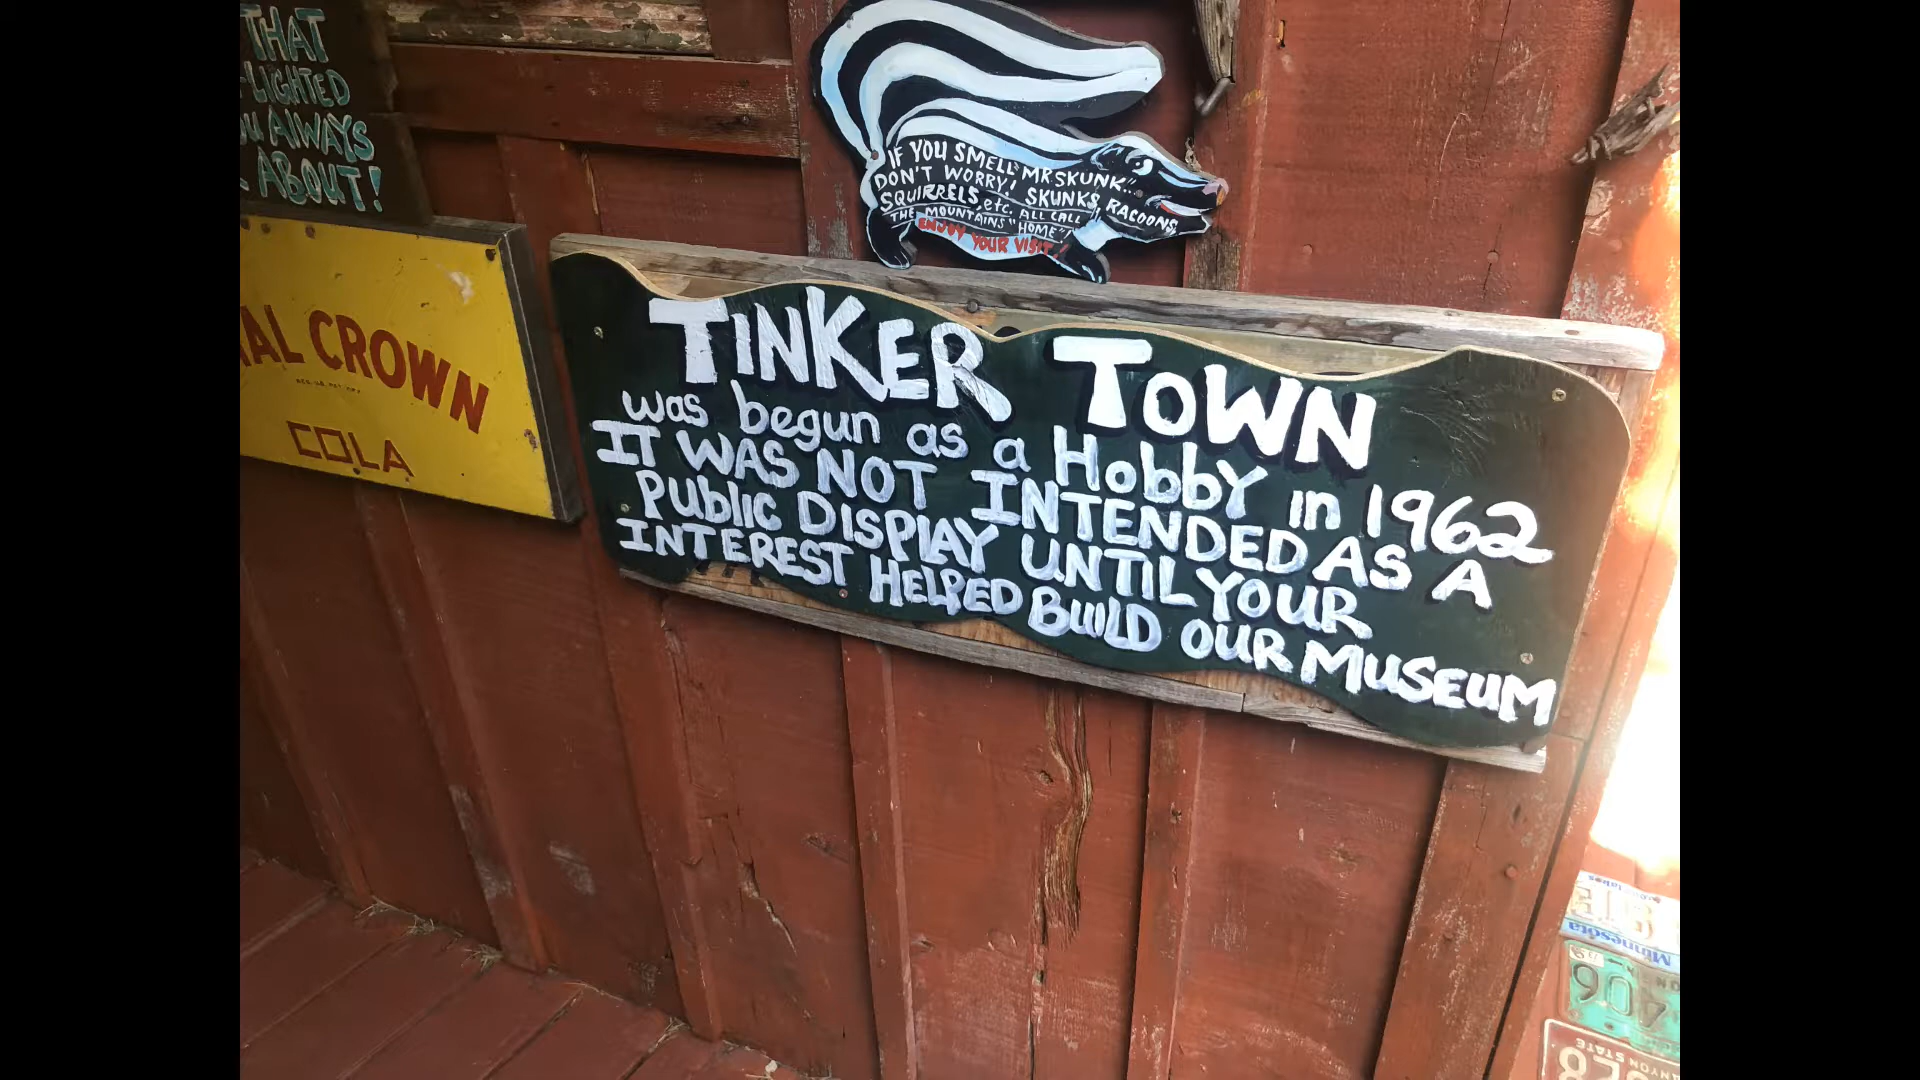 THAT
-LIGHTED
OU AlWAYS
ABOUT!
IF YOU SMELL MR SKUNK...
DON'T WORRY! SKUNKS, RACOONS,
SQUIRRELS, etc. ALL CALL
THE MOUNTAINS "HOME"!
ENJOY YOUR VISIT!
AL CROWN
COLA
TINKER TOWN
was begun as a HobbY in 1962
IT WAS NOT INTENDED AS A
PUblIC DISPLAY UNTIL YOUR
INTEREST HELPED BUILD OUR MUSEUM
Minnesota
406